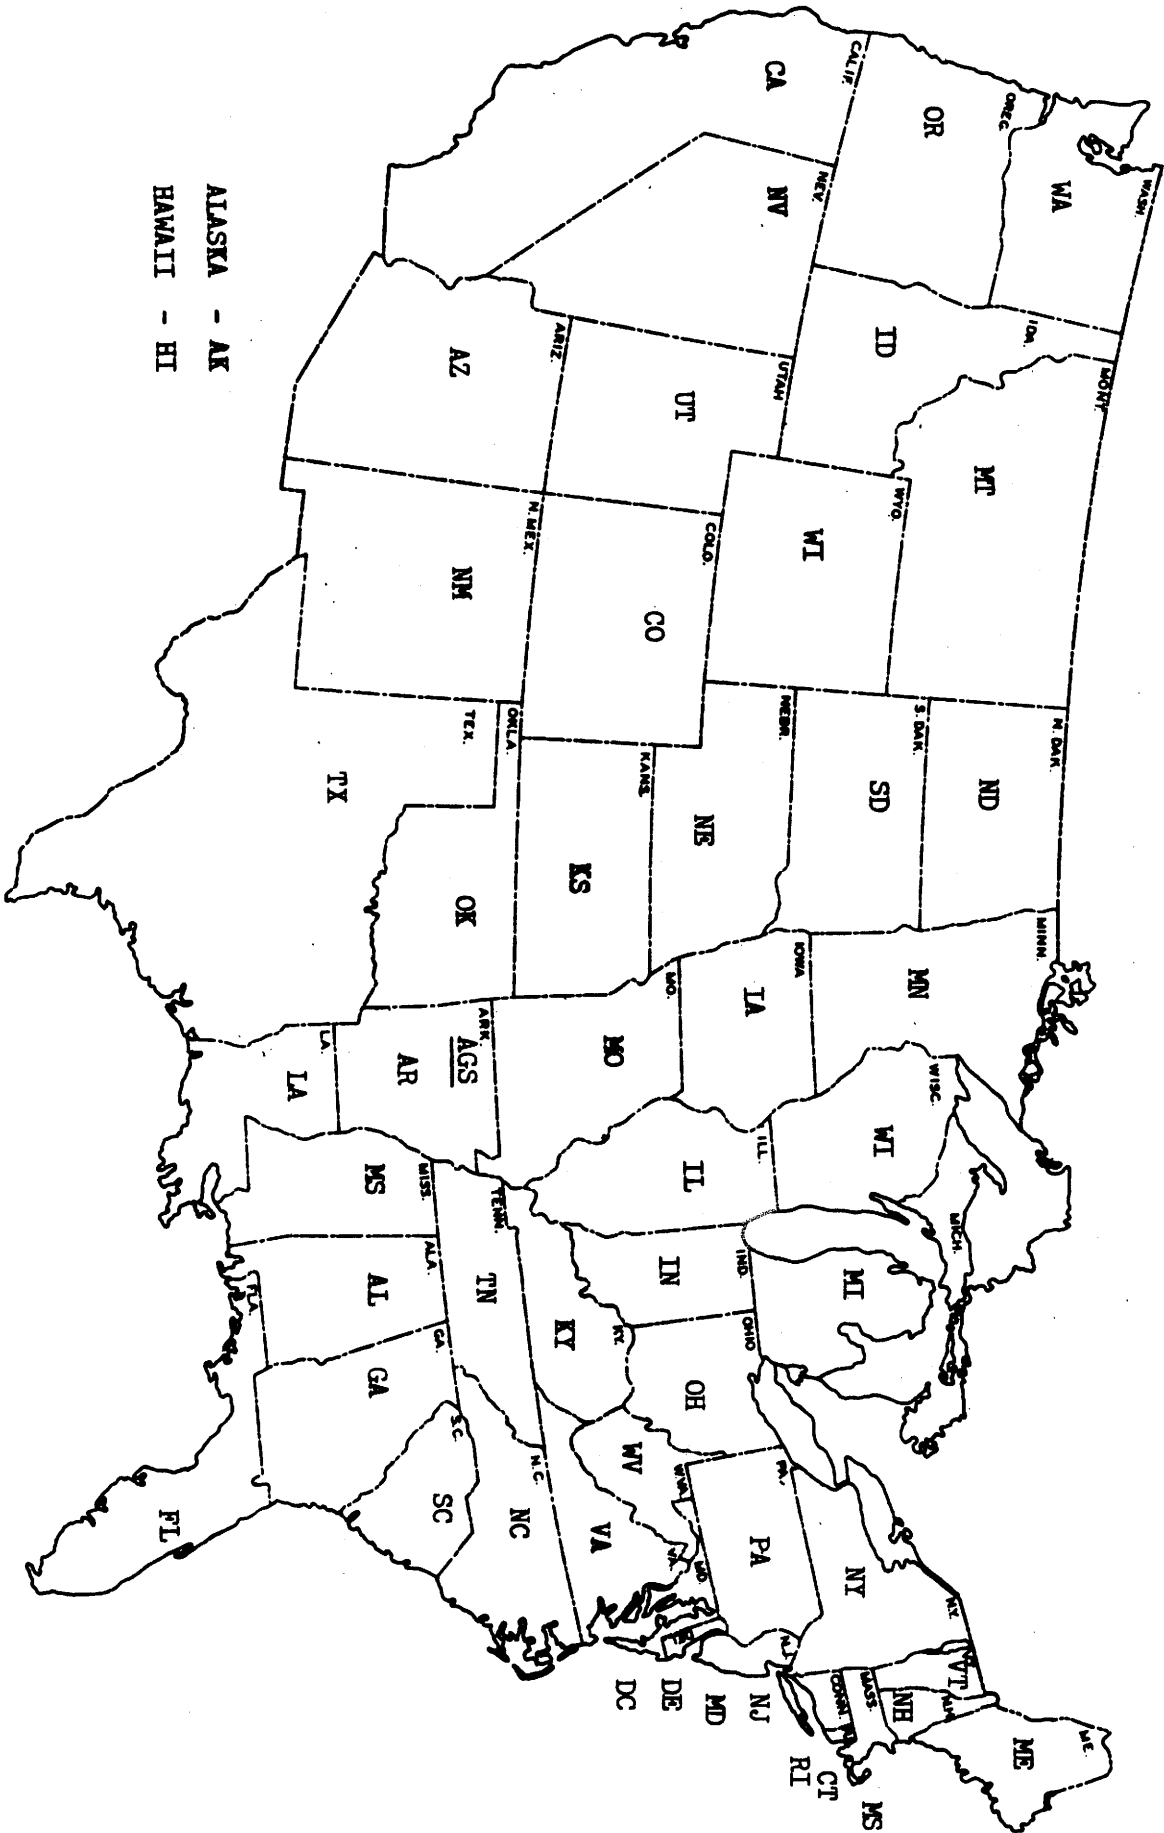 WASH.
WA
OREG.
OR
CALIF.
CA
NEV.
NV
IDA.
ID
MONT.
MT
WYO.
WI
UTAH
UT
COLO.
CO
ARIZ.
AZ
N. MEX.
NM
N. DAK.
ND
S. DAK.
SD
NEBR.
NE
KANS.
KS
OKLA.
OK
TEX.
TX
MINN.
MN
IOWA
IA
MO.
MO
ARK.
AGS
AR
LA.
LA
WISC.
WI
ILL.
IL
MICH.
MI
IND.
IN
OHIO
OH
KY.
KY
TENN.
TN
MISS.
MS
ALA.
AL
GA.
GA
FLA.
FL
S.C.
SC
N.C.
NC
VA.
VA
W.VA.
WV
MD.
PA.
PA
N.Y.
NY
N.J.
VT
N.H.
NH
ME.
ME
MASS.
CONN.
MS
CT
RI
NJ
MD
DE
DC
ALASKA - AK
HAWAII - HI